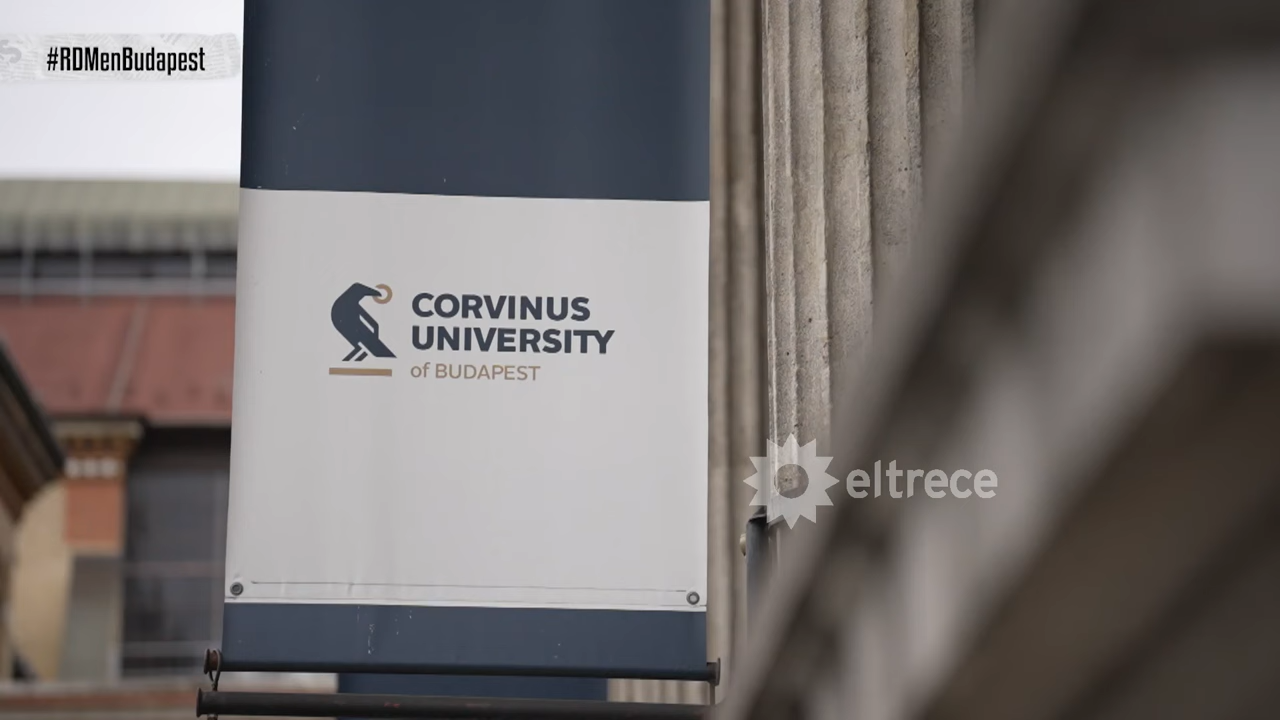 #RDMenBudapest
CORVINUS
UNIVERSITY
of BUDAPEST
eltrece